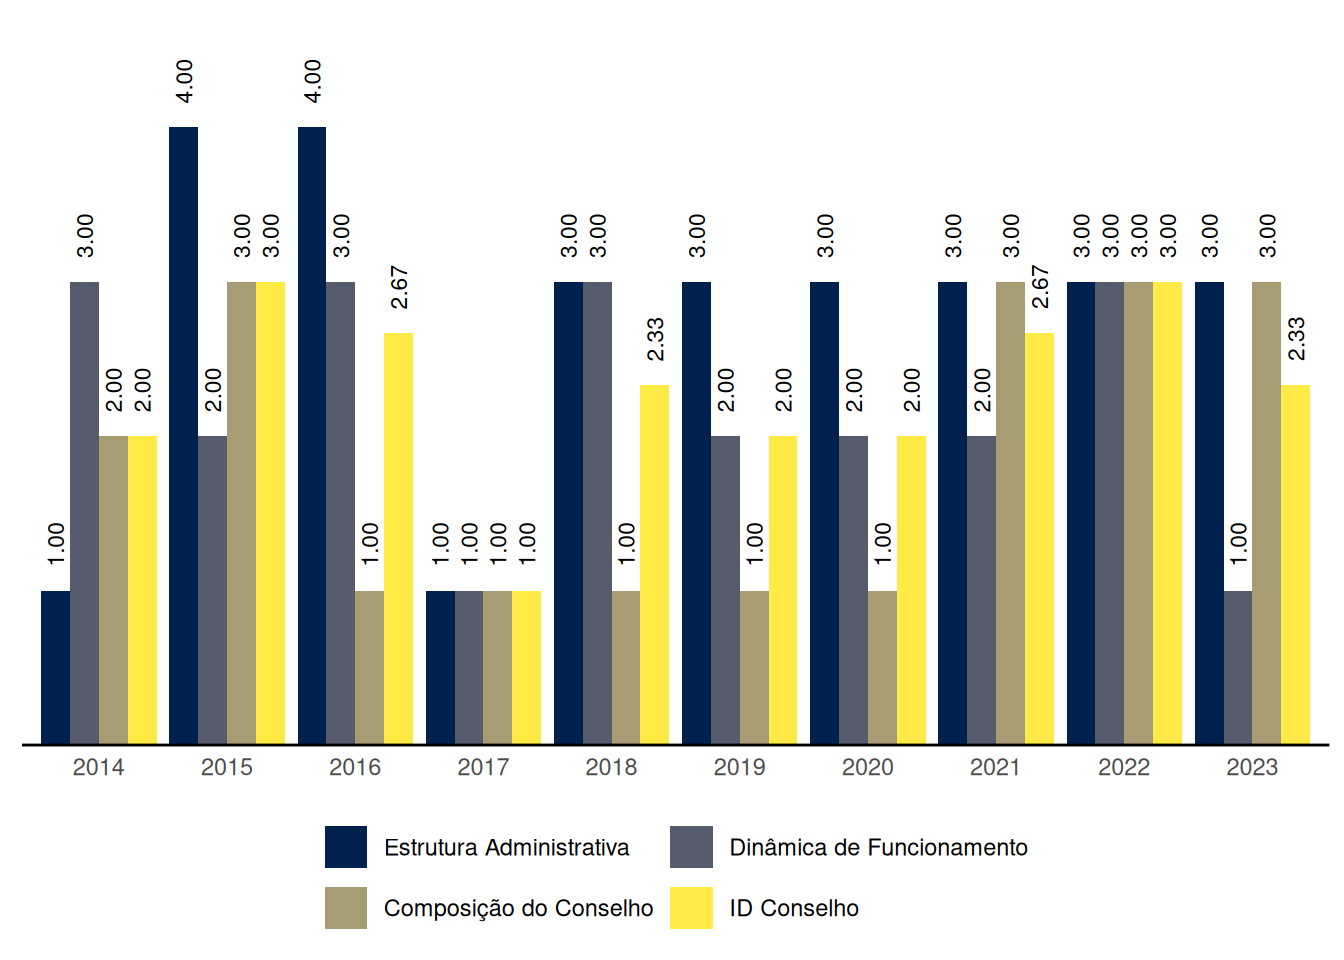 4.00 4.00
3.00 3.00 3.00 3.00 3.00 3.00 3.00 3.00 3.00 3.00 3.00 3.00 3.00 3.00 3.00 3.00
2.67 2.67
2.33 2.33
2.00 2.00 2.00 2.00 2.00 2.00 2.00 2.00
1.00 1.00 1.00 1.00 1.00 1.00 1.00 1.00 1.00 1.00
2014 2015 2016 2017 2018 2019 2020 2021 2022 2023
Estrutura Administrativa Dinâmica de Funcionamento
Composição do Conselho ID Conselho